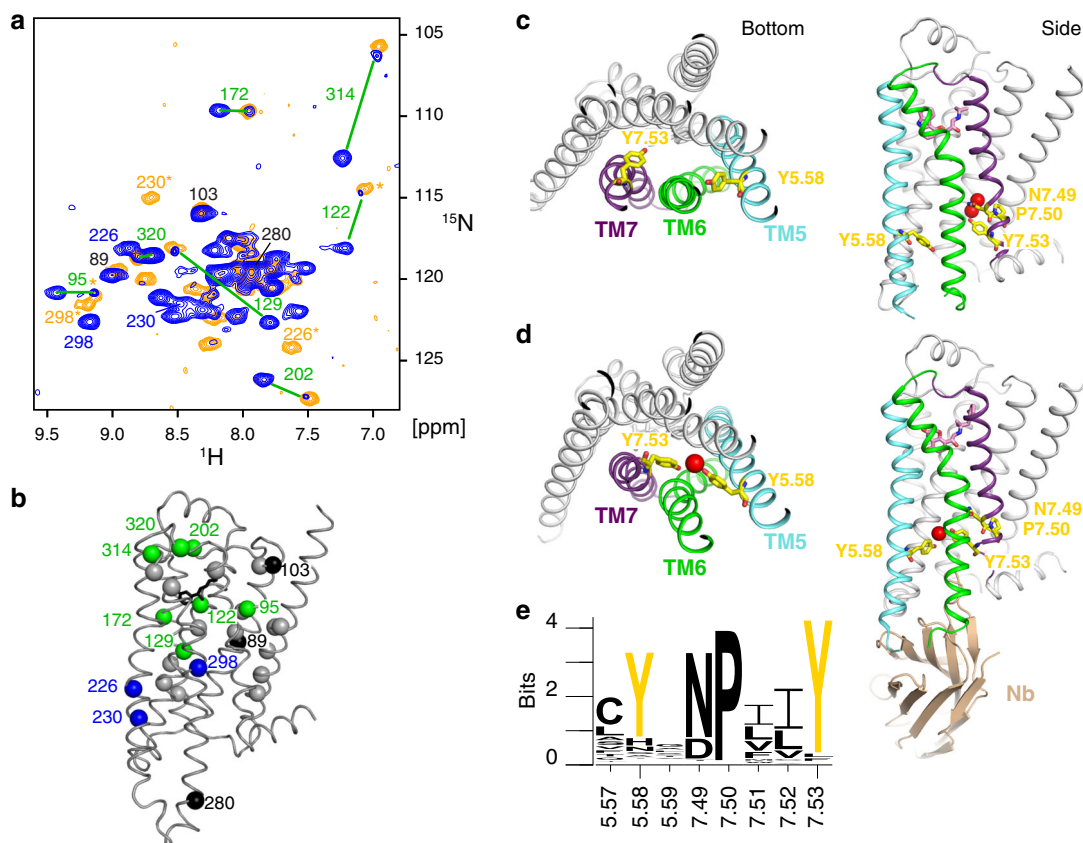 a
105
110
115
120
125
¹⁵N
172
314
230*
*
103
122
226
320
280
89
95
*
129
298*
230
298
226*
202
9.5 9.0 8.5 8.0 7.5 7.0
[ppm]
¹H
b
320
202
314
103
122
95
172
89
129
298
226
230
280
c
Bottom
Side
Y7.53
Y5.58
TM7
TM6
TM5
N7.49
P7.50
Y5.58
Y7.53
d
Y7.53
Y5.58
TM7
TM6
TM5
N7.49
P7.50
Y5.58
Y7.53
Nb
e
Bits
4
2
0
C Y N P I I Y
L H D L L
N V V
5.57 5.58 5.59 7.49 7.50 7.51 7.52 7.53